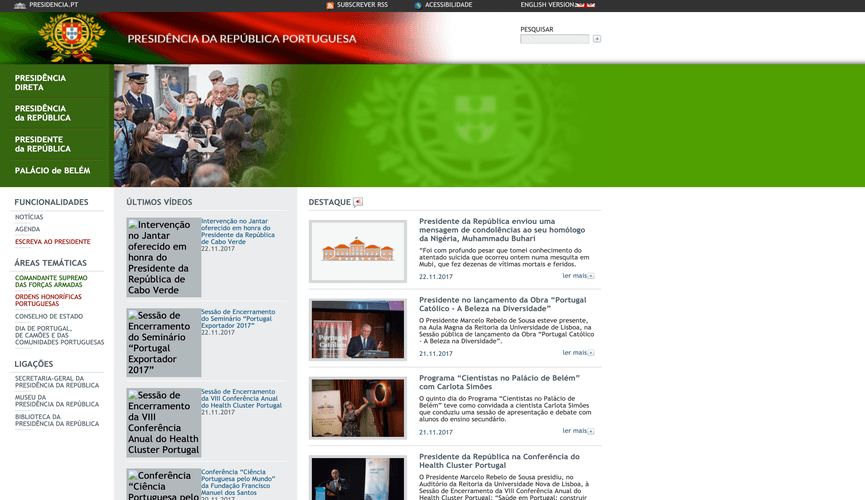 PRESIDENCIA.PT
SUBSCREVER RSS
ACESSIBILIDADE
ENGLISH VERSION
PRESIDÊNCIA DA REPÚBLICA PORTUGUESA
PESQUISAR
PRESIDÊNCIA
DIRETA
PRESIDÊNCIA
da REPÚBLICA
PRESIDENTE
da REPÚBLICA
PALÁCIO de BELÉM
FUNCIONALIDADES
NOTÍCIAS
AGENDA
ESCREVA AO PRESIDENTE
ÁREAS TEMÁTICAS
COMANDANTE SUPREMO
DAS FORÇAS ARMADAS
ORDENS HONORÍFICAS
PORTUGUESAS
CONSELHO DE ESTADO
DIA DE PORTUGAL,
DE CAMÕES E DAS
COMUNIDADES PORTUGUESAS
LIGAÇÕES
SECRETARIA-GERAL DA
PRESIDÊNCIA DA REPÚBLICA
MUSEU DA
PRESIDÊNCIA DA REPÚBLICA
BIBLIOTECA DA
PRESIDÊNCIA DA REPÚBLICA
ÚLTIMOS VÍDEOS
Intervenção
no Jantar
oferecido em
honra do
Presidente da
República de
Cabo Verde
Intervenção no Jantar
oferecido em honra do
Presidente da República
de Cabo Verde
22.11.2017
Sessão de
Encerramento
do Seminário
“Portugal
Exportador
2017”
Sessão de Encerramento
do Seminário “Portugal
Exportador 2017”
22.11.2017
Sessão de
Encerramento
da VIII
Conferência
Anual do Health
Cluster Portugal
Sessão de Encerramento
da VIII Conferência Anual
do Health Cluster Portugal
21.11.2017
Conferência
“Ciência
Portuguesa pelo
Conferência “Ciência
Portuguesa pelo Mundo”
da Fundação Francisco
Manuel dos Santos
20.11.2017
DESTAQUE
Presidente da República enviou uma
mensagem de condolências ao seu homólogo
da Nigéria, Muhammadu Buhari
“Foi com profundo pesar que tomei conhecimento do
atentado suicida que ocorreu ontem numa mesquita em
Mubi, que fez dezenas de vítimas mortais e feridos.
22.11.2017
ler mais
Presidente no lançamento da Obra “Portugal
Católico - A Beleza na Diversidade”
O Presidente Marcelo Rebelo de Sousa esteve presente,
na Aula Magna da Reitoria da Universidade de Lisboa, na
Sessão pública de lançamento da Obra “Portugal Católico
- A Beleza na Diversidade”.
21.11.2017
ler mais
Programa “Cientistas no Palácio de Belém”
com Carlota Simões
O quinto dia do Programa “Cientistas no Palácio de
Belém” teve como convidada a cientista Carlota Simões
que conduziu uma sessão de apresentação e debate com
alunos do ensino secundário.
21.11.2017
ler mais
Presidente da República na Conferência do
Health Cluster Portugal
O Presidente Marcelo Rebelo de Sousa presidiu, no
Auditório da Reitoria da Universidade Nova de Lisboa, à
Sessão de Encerramento da VIII Conferência Anual do
Health Cluster Portugal: “Saúde em Portugal: construir